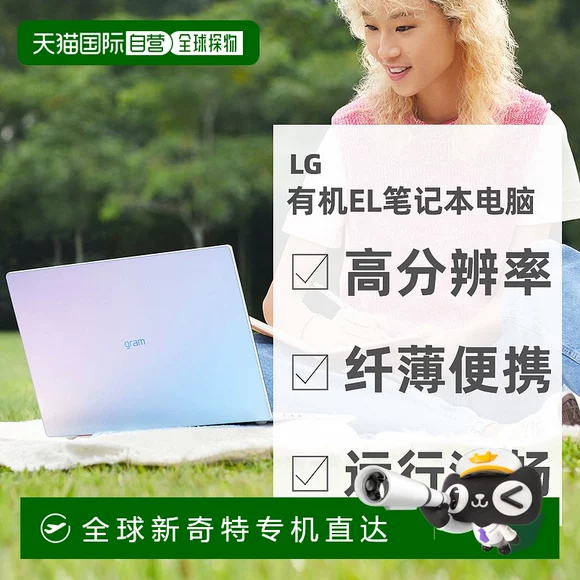 天猫国际 自营 全球探物
LG
有机EL笔记本电脑
高分辨率
纤薄便携
运行
gram
全球新奇特专机直达